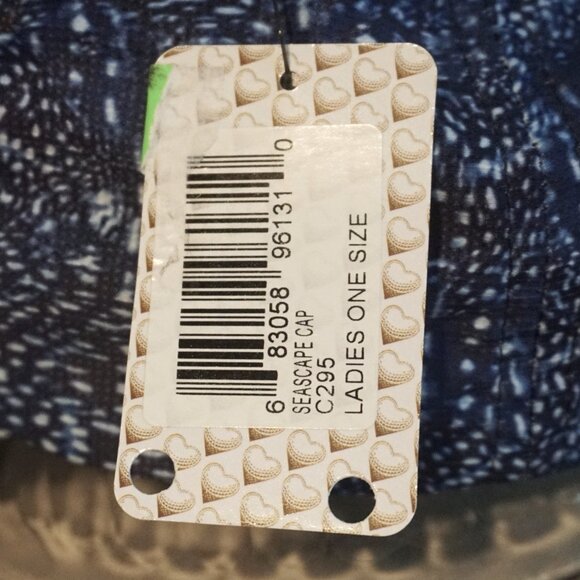 6 83058 96131 0
SEASCAPE CAP
C295
LADIES ONE SIZE